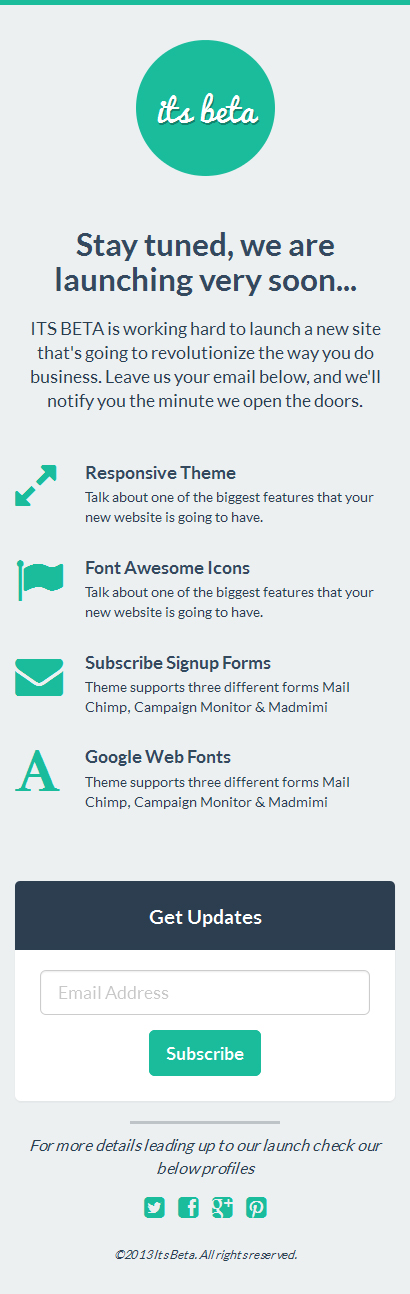 its beta
Stay tuned, we are
launching very soon...
ITS BETA is working hard to launch a new site
that's going to revolutionize the way you do
business. Leave us your email below, and we'll
notify you the minute we open the doors.
Responsive Theme
Talk about one of the biggest features that your
new website is going to have.
Font Awesome Icons
Talk about one of the biggest features that your
new website is going to have.
Subscribe Signup Forms
Theme supports three different forms Mail
Chimp, Campaign Monitor & Madmimi
Google Web Fonts
Theme supports three different forms Mail
Chimp, Campaign Monitor & Madmimi
Get Updates
Email Address
Subscribe
For more details leading up to our launch check our
below profiles
©2013 Its Beta. All rights reserved.